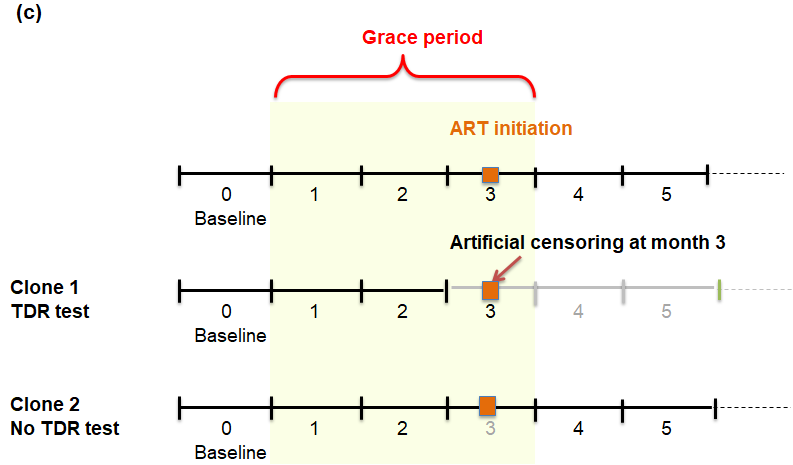 (c)
Grace period
ART initiation
0 1 2 3 4 5
Baseline
Artificial censoring at month 3
Clone 1
TDR test
0 1 2 3 4 5
Baseline
Clone 2
No TDR test
0 1 2 3 4 5
Baseline